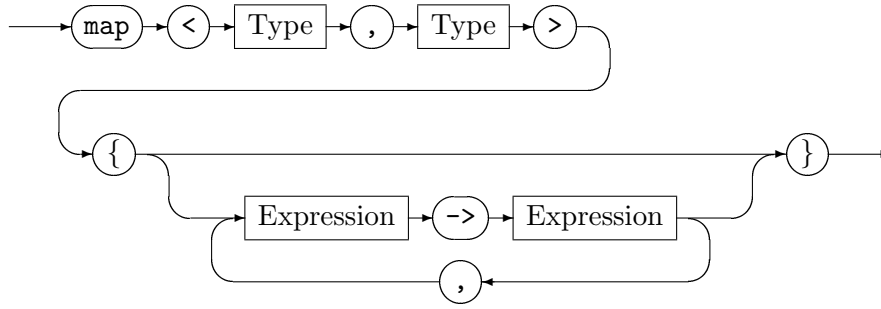 map < Type , Type >
{ }
Expression -> Expression
,